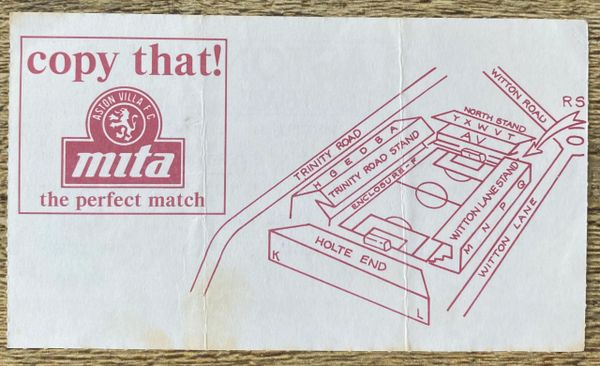 copy that!
ASTON VILLA F.C.
mita
the perfect match
TRINITY ROAD
WITTON ROAD
R S
O
NORTH STAND
Y X W V T
A V
H G E D B A
TRINITY ROAD STAND
ENCLOSURE-F
WITTON LANE STAND
M N P Q
WITTON LANE
HOLTE END
K
L